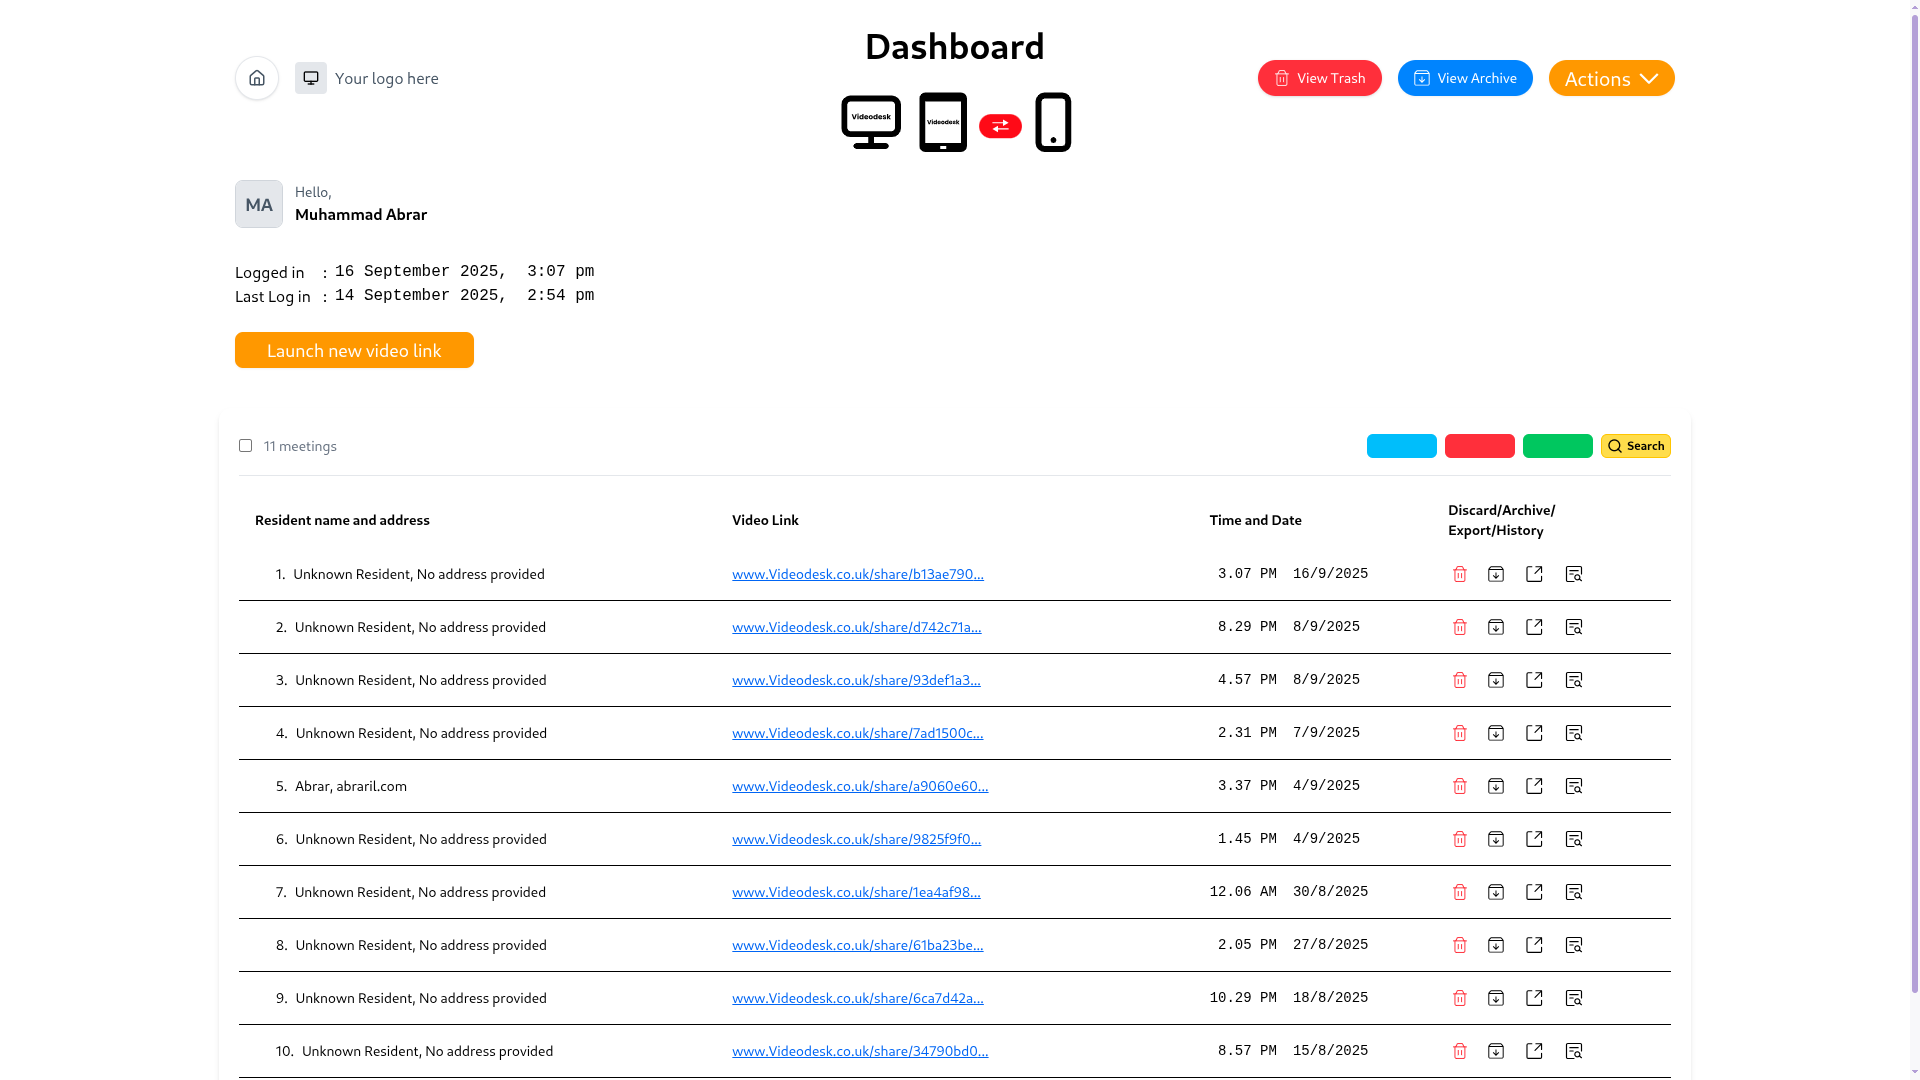 Dashboard
Your logo here
View Trash
View Archive
Actions
Videodesk
Videodesk
MA
Hello,
Muhammad Abrar
Logged in : 16 September 2025, 3:07 pm
Last Log in : 14 September 2025, 2:54 pm
Launch new video link
11 meetings
Search
Resident name and address Video Link Time and Date Discard/Archive/
Export/History
1. Unknown Resident, No address provided www.Videodesk.co.uk/share/b13ae790... 3.07 PM 16/9/2025
2. Unknown Resident, No address provided www.Videodesk.co.uk/share/d742c71a... 8.29 PM 8/9/2025
3. Unknown Resident, No address provided www.Videodesk.co.uk/share/93def1a3... 4.57 PM 8/9/2025
4. Unknown Resident, No address provided www.Videodesk.co.uk/share/7ad1500c... 2.31 PM 7/9/2025
5. Abrar, abraril.com www.Videodesk.co.uk/share/a9060e60... 3.37 PM 4/9/2025
6. Unknown Resident, No address provided www.Videodesk.co.uk/share/9825f9f0... 1.45 PM 4/9/2025
7. Unknown Resident, No address provided www.Videodesk.co.uk/share/1ea4af98... 12.06 AM 30/8/2025
8. Unknown Resident, No address provided www.Videodesk.co.uk/share/61ba23be... 2.05 PM 27/8/2025
9. Unknown Resident, No address provided www.Videodesk.co.uk/share/6ca7d42a... 10.29 PM 18/8/2025
10. Unknown Resident, No address provided www.Videodesk.co.uk/share/34790bd0... 8.57 PM 15/8/2025